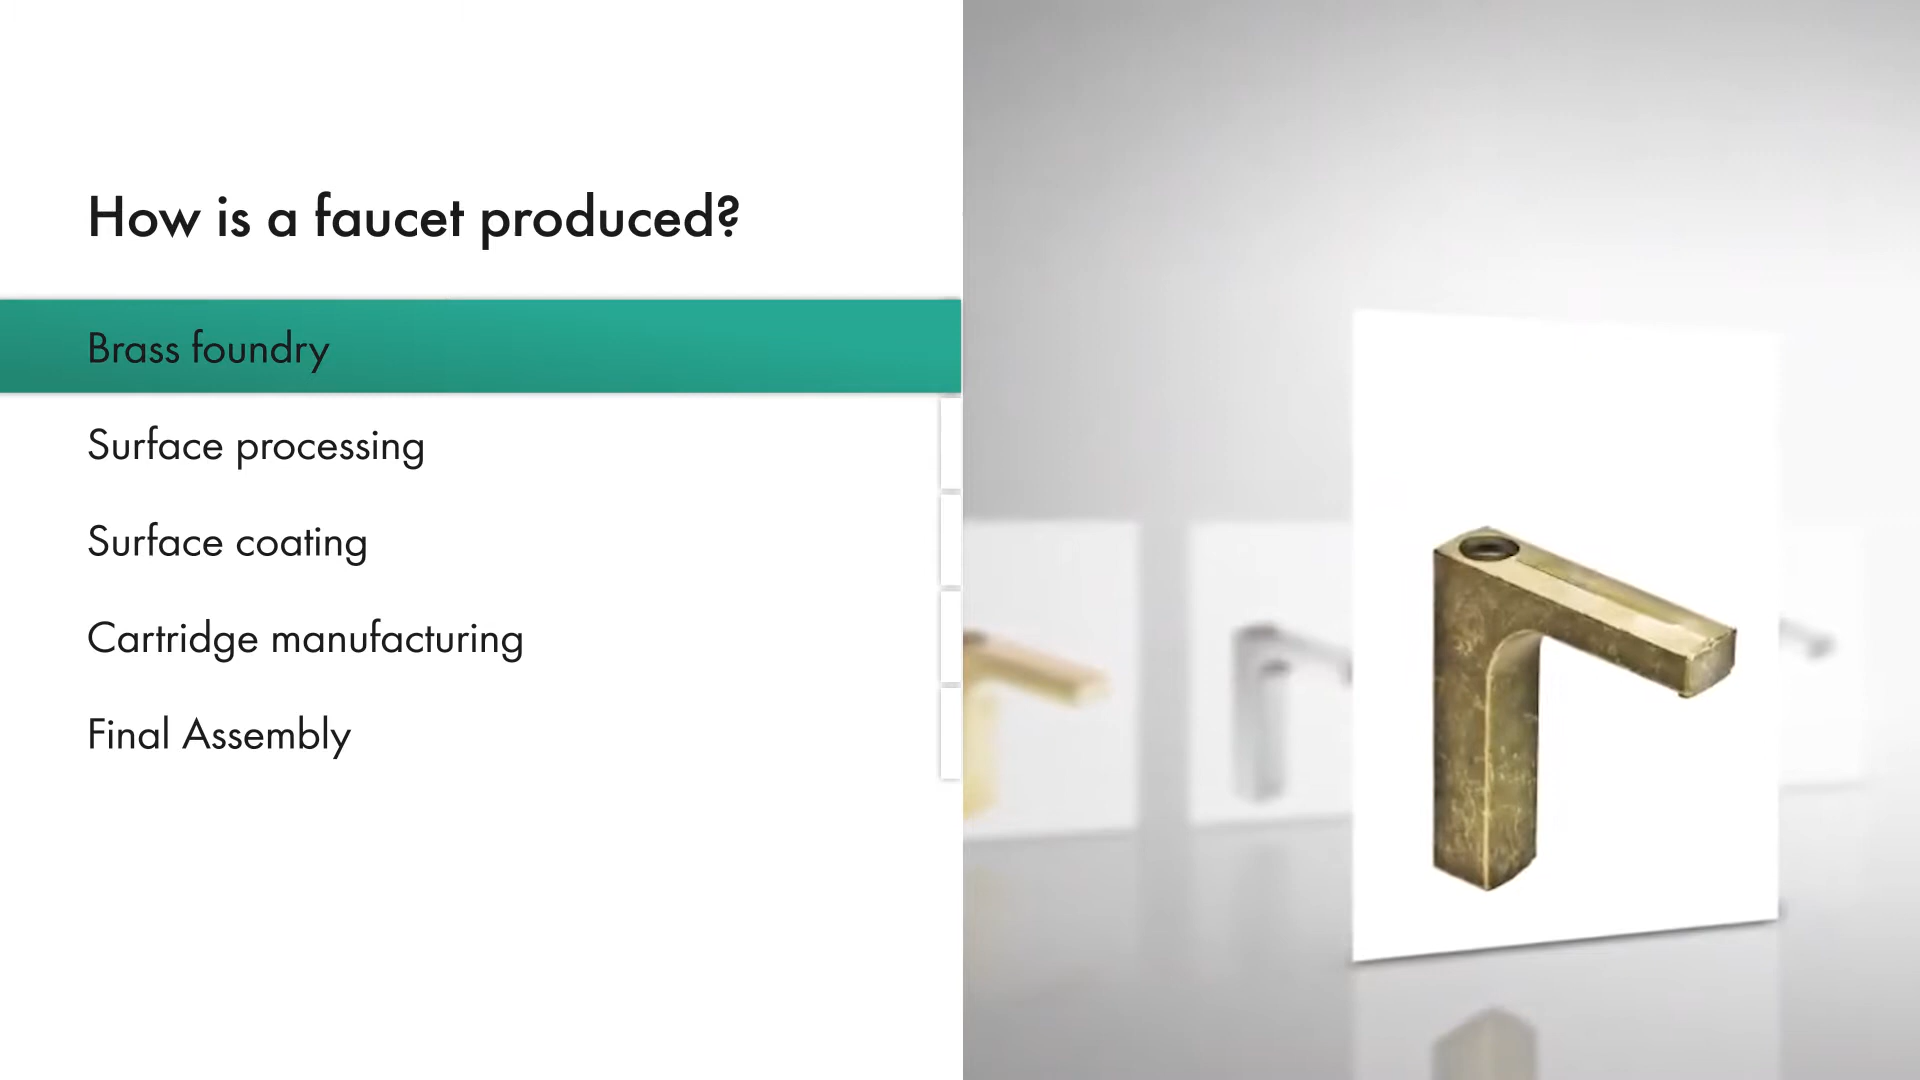 How is a faucet produced?
Brass foundry
Surface processing
Surface coating
Cartridge manufacturing
Final Assembly